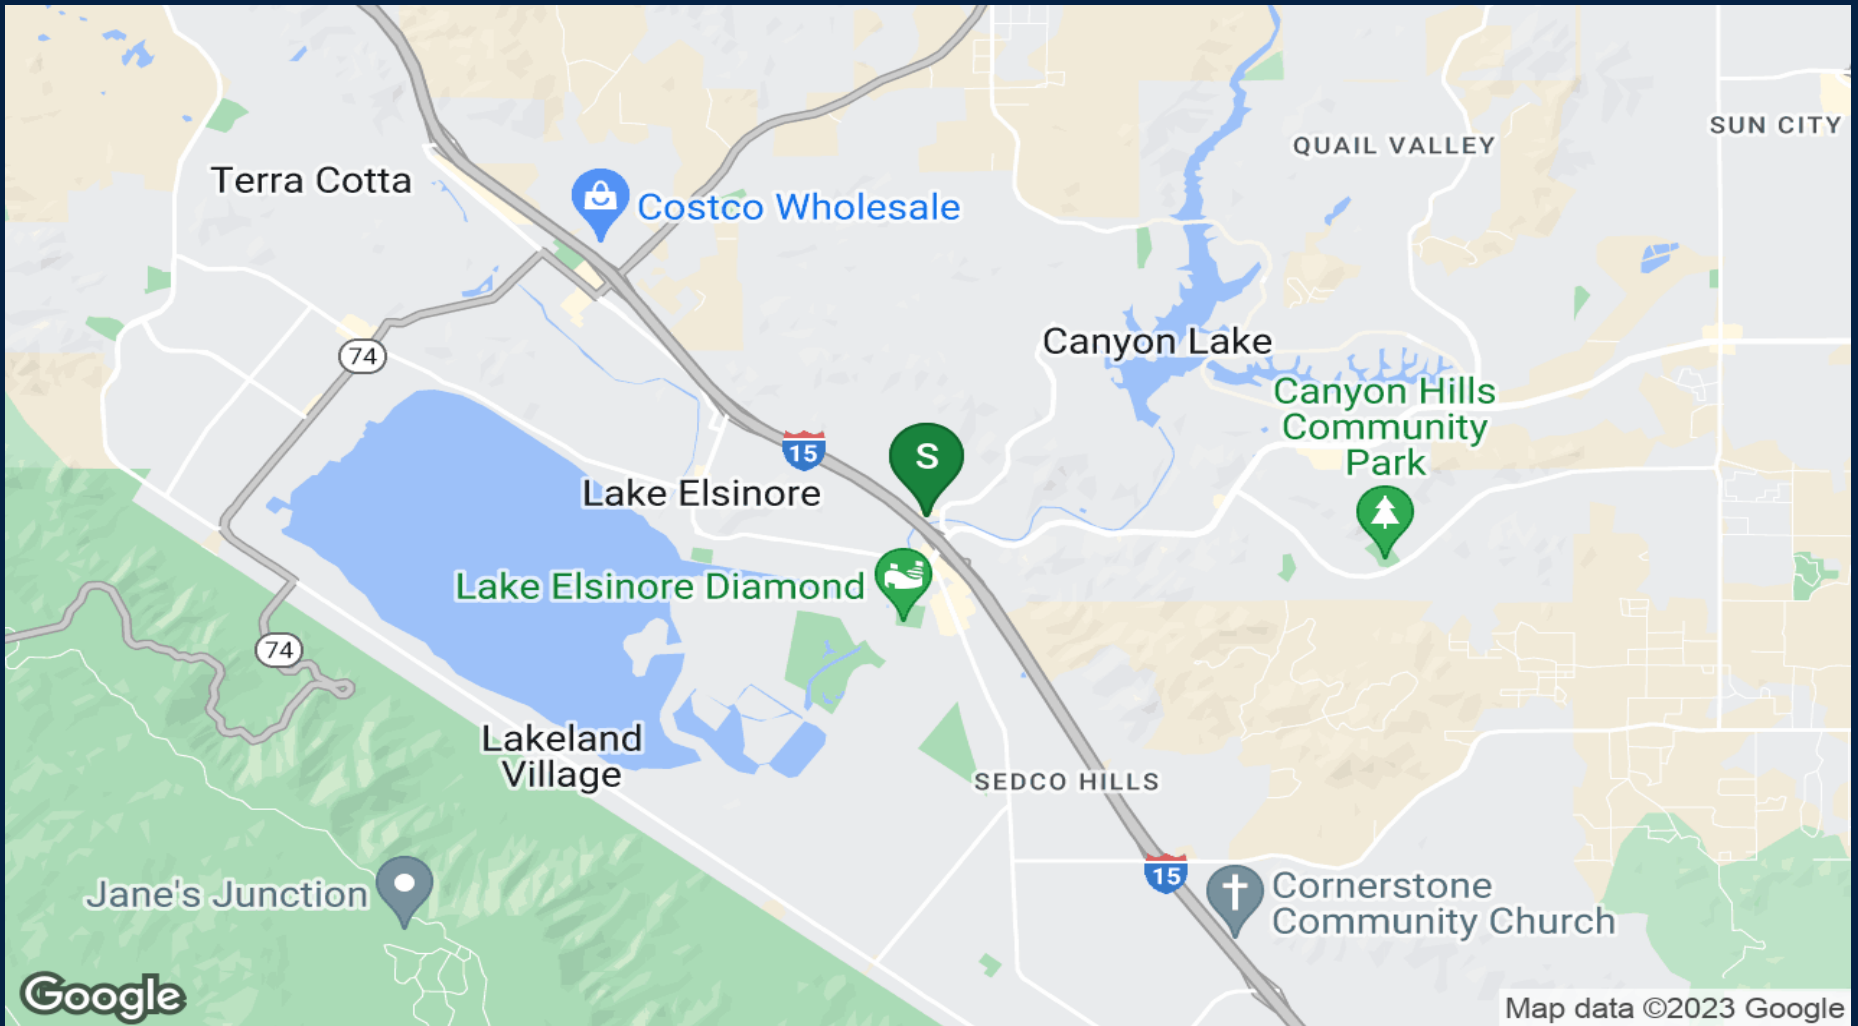 SUN CITY
QUAIL VALLEY
Terra Cotta
Costco Wholesale
Canyon Lake
74
Canyon Hills
Community
Park
15
S
Lake Elsinore
Lake Elsinore Diamond
74
Lakeland
Village
SEDCO HILLS
15
Jane's Junction
Cornerstone
Community Church
Google
Map data ©2023 Google